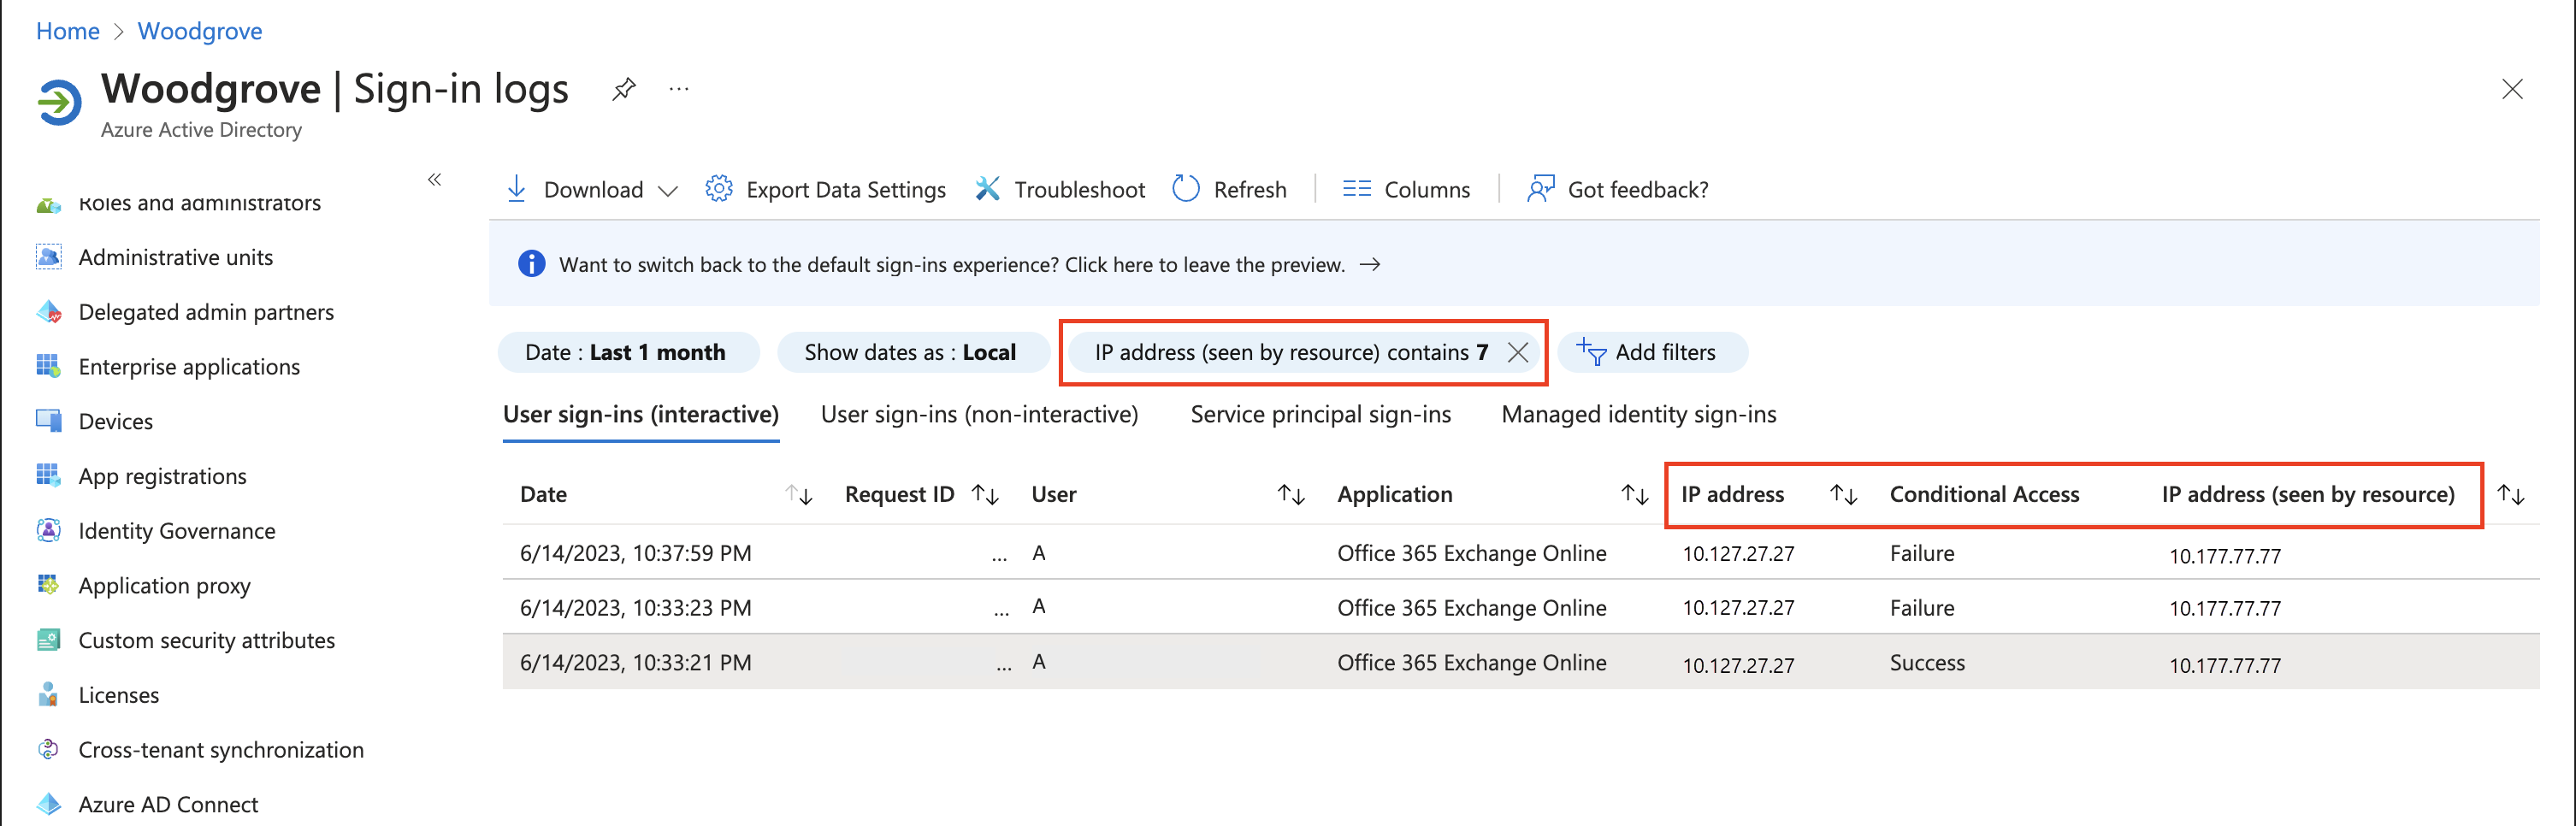 Home > Woodgrove
Woodgrove | Sign-in logs ...
Azure Active Directory
«
Roles and administrators
Administrative units
Delegated admin partners
Enterprise applications
Devices
App registrations
Identity Governance
Application proxy
Custom security attributes
Licenses
Cross-tenant synchronization
Azure AD Connect
Download Export Data Settings Troubleshoot Refresh Columns Got feedback?
Want to switch back to the default sign-ins experience? Click here to leave the preview. →
Date : Last 1 month Show dates as : Local IP address (seen by resource) contains 7 Add filters
User sign-ins (interactive) User sign-ins (non-interactive) Service principal sign-ins Managed identity sign-ins
Date Request ID User Application IP address Conditional Access IP address (seen by resource)
6/14/2023, 10:37:59 PM ... A Office 365 Exchange Online 10.127.27.27 Failure 10.177.77.77
6/14/2023, 10:33:23 PM ... A Office 365 Exchange Online 10.127.27.27 Failure 10.177.77.77
6/14/2023, 10:33:21 PM ... A Office 365 Exchange Online 10.127.27.27 Success 10.177.77.77